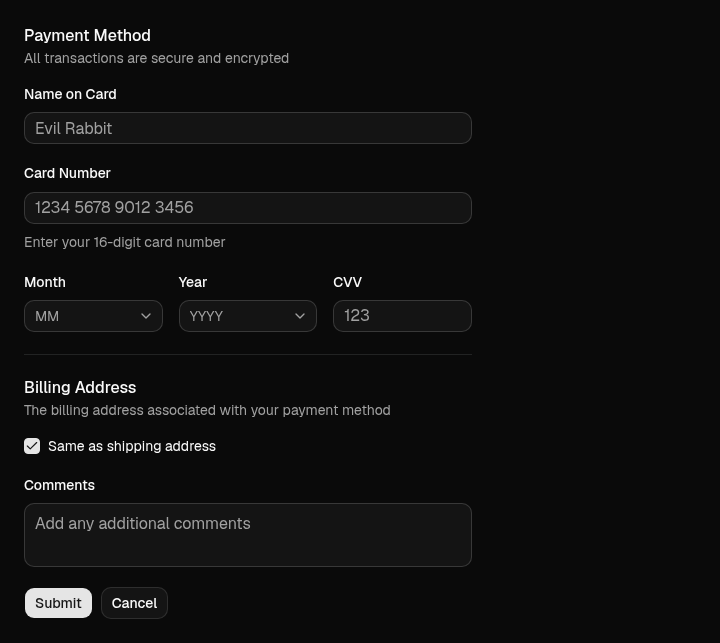 Payment Method
All transactions are secure and encrypted
Name on Card
Evil Rabbit
Card Number
1234 5678 9012 3456
Enter your 16-digit card number
Month Year CVV
MM YYYY 123
Billing Address
The billing address associated with your payment method
Same as shipping address
Comments
Add any additional comments
Submit Cancel